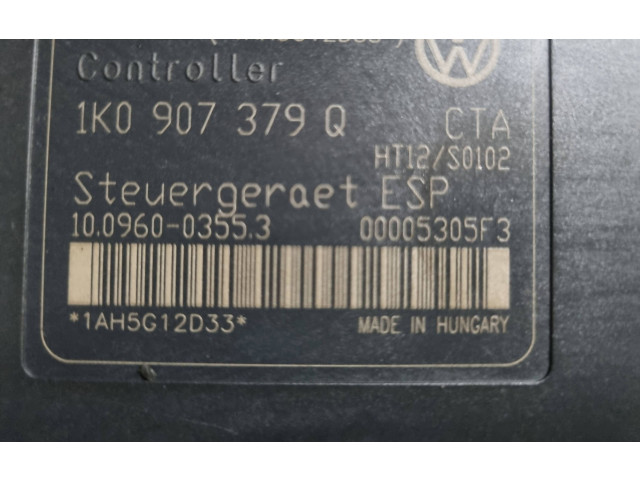 Controller
1K0 907 379 Q CTA
HT12/S0102
Steuergeraet ESP
10.0960-0355.3 00005305F3
*1AH5G12D33* MADE IN HUNGARY